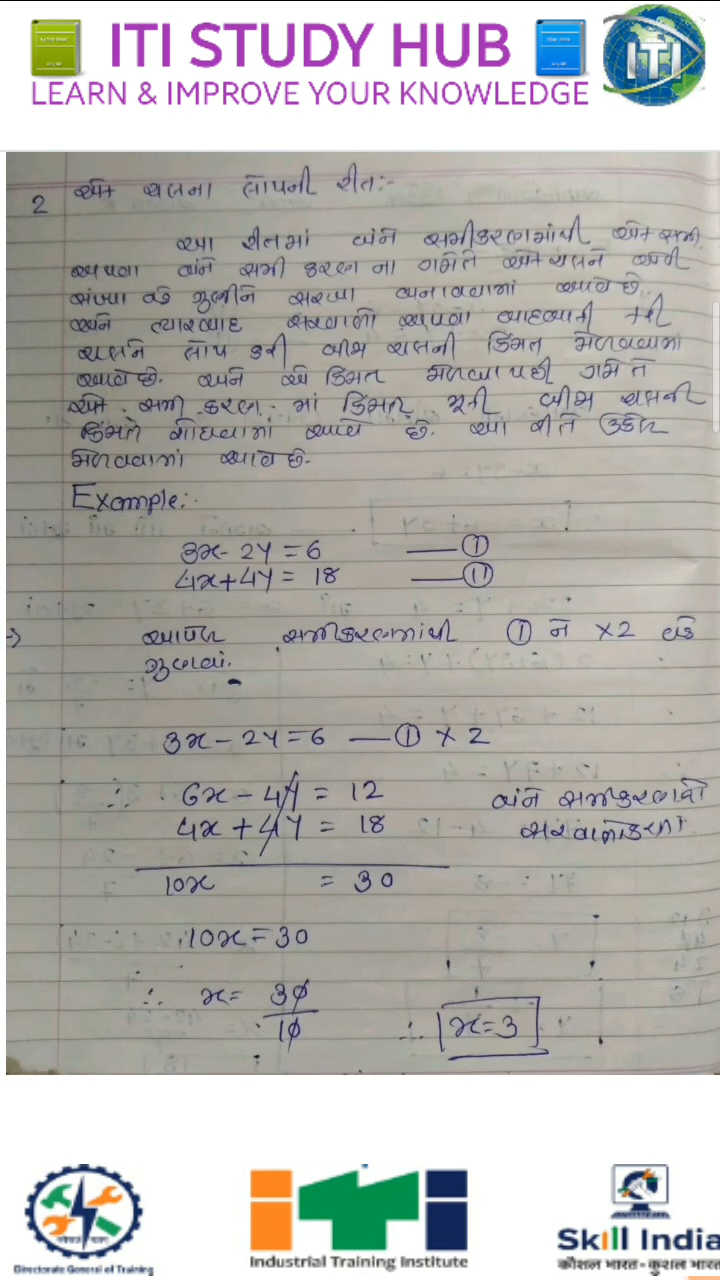 ITI STUDY HUB
LEARN & IMPROVE YOUR KNOWLEDGE
ITI
2 એક ચલના લોપની રીત:-
આ રીતમાં બંને સમીકરણમાંથી એક સમી.
અથવા બંને સમીકરણ ના ગમેતે એક ચલને એવી
સંખ્યા વડે ગુણીને સરખા બનાવવામાં આવે છે.
અને ત્યારબાદ સરવાળો અથવા બાદબાકી કરી
ચલને લોપ કરી બીજા ચલની કિંમત મેળવવામાં
આવે છે. અને એ કિંમત મળ્યા પછી ગમે તે
એક સમીકરણ માં કિંમત મૂકી બીજા ચલની
કિંમત શોધવામાં આવે છે. આ રીતે ઉકેલ
મેળવવામાં આવે છે.
Example:-
3x - 2y = 6 —— ①
4x + 4y = 18 —— ⑪
→ આપેલ સમીકરણમાંથી ① ને ×2 વડે
ગુણતાં.
3x - 2y = 6 — ① × 2
∴ 6x - 4y = 12 બંને સમીકરણનો
4x + 4y = 18 સરવાળો કરતાં
10x = 30
10x = 30
∴ x = 30/10 ∴ x = 3
Directorate General of Training
Industrial Training Institute
Skill India
कौशल भारत - कुशल भारत